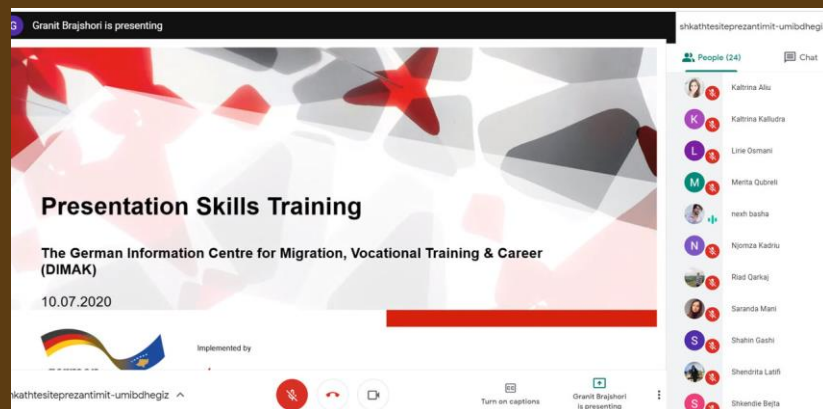 G Granit Brajshori is presenting
Presentation Skills Training
The German Information Centre for Migration, Vocational Training & Career
(DIMAK)
10.07.2020
Implemented by
hkathtesiteprezantimit-umibdhegiz
Turn on captions
Granit Brajshori
is presenting
shkathtesiteprezantimit-umibdhegiz
People (24)
Chat
Kaltrina Aliu
K Kaltrina Kalludra
L Lirie Osmani
M Merita Qubreli
nexh basha
N Njomza Kadriu
Riad Qarkaj
Saranda Mani
S Shahin Gashi
Shendrita Latifi
S Shkendie Bejta